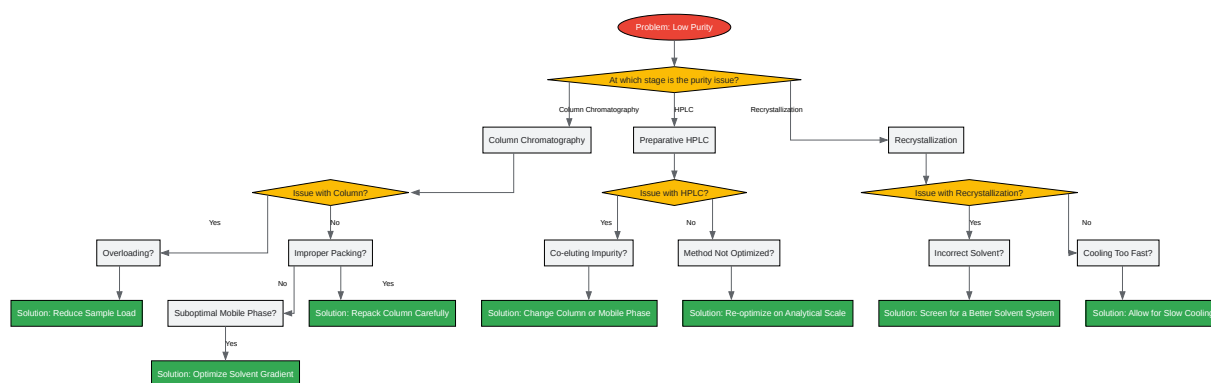 Problem: Low Purity
At which stage is the purity issue?
Column Chromatography
HPLC
Recrystallization
Column Chromatography
Preparative HPLC
Recrystallization
Issue with Column?
Issue with HPLC?
Issue with Recrystallization?
Yes
No
Yes
No
Yes
No
Overloading?
Improper Packing?
Co-eluting Impurity?
Method Not Optimized?
Incorrect Solvent?
Cooling Too Fast?
No
Yes
Solution: Reduce Sample Load
Suboptimal Mobile Phase?
Solution: Repack Column Carefully
Solution: Change Column or Mobile Phase
Solution: Re-optimize on Analytical Scale
Solution: Screen for a Better Solvent System
Solution: Allow for Slow Cooling
Yes
Solution: Optimize Solvent Gradient